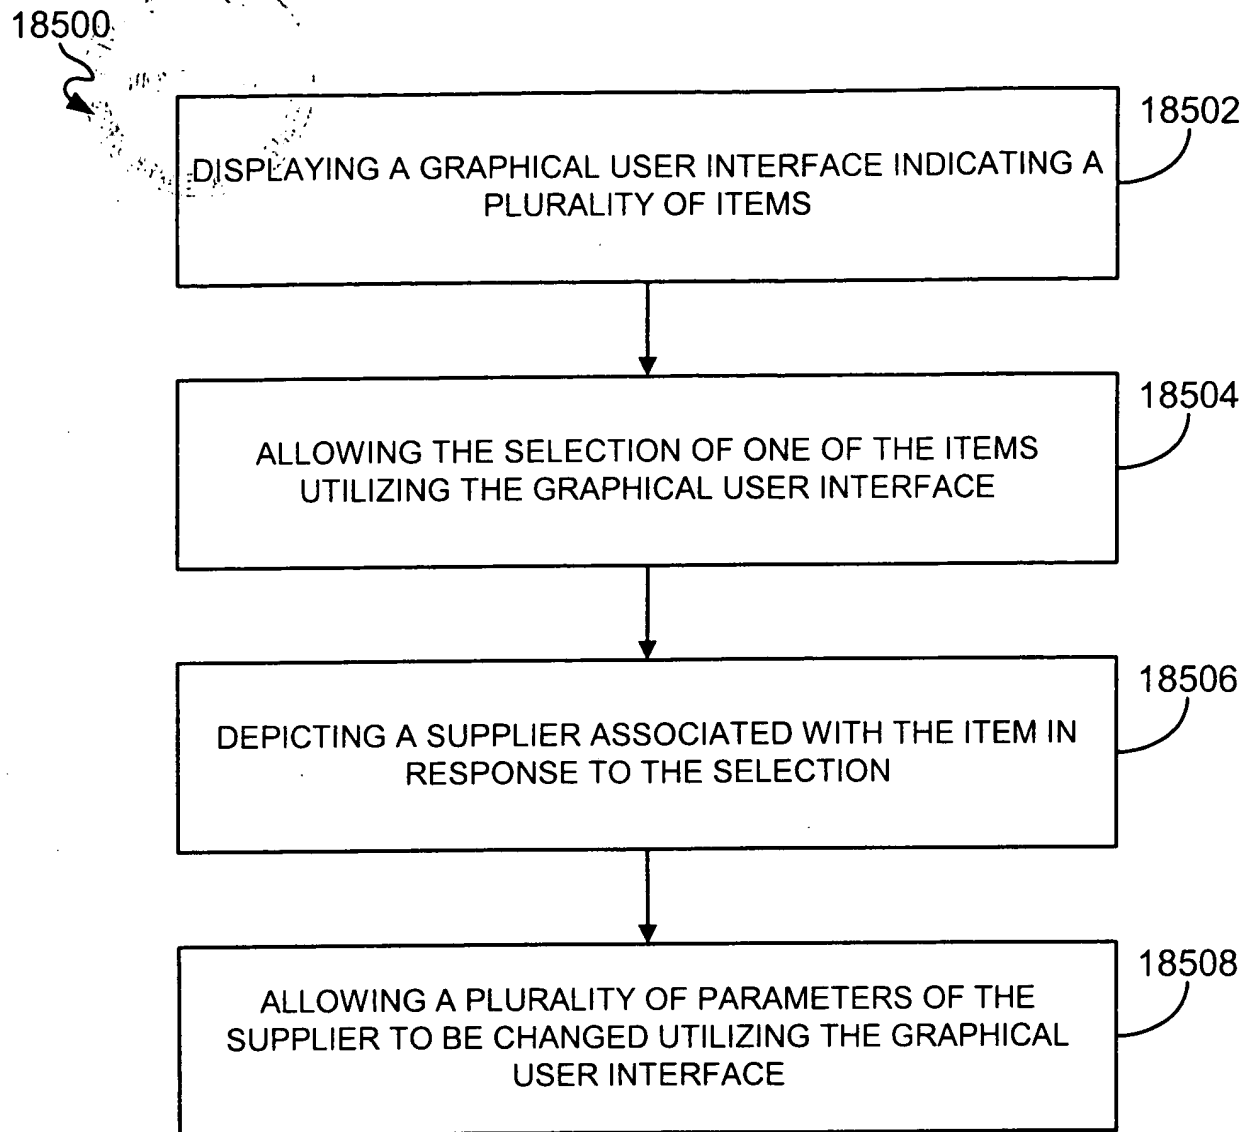 18500
18502
DISPLAYING A GRAPHICAL USER INTERFACE INDICATING A
PLURALITY OF ITEMS
18504
ALLOWING THE SELECTION OF ONE OF THE ITEMS
UTILIZING THE GRAPHICAL USER INTERFACE
18506
DEPICTING A SUPPLIER ASSOCIATED WITH THE ITEM IN
RESPONSE TO THE SELECTION
18508
ALLOWING A PLURALITY OF PARAMETERS OF THE
SUPPLIER TO BE CHANGED UTILIZING THE GRAPHICAL
USER INTERFACE